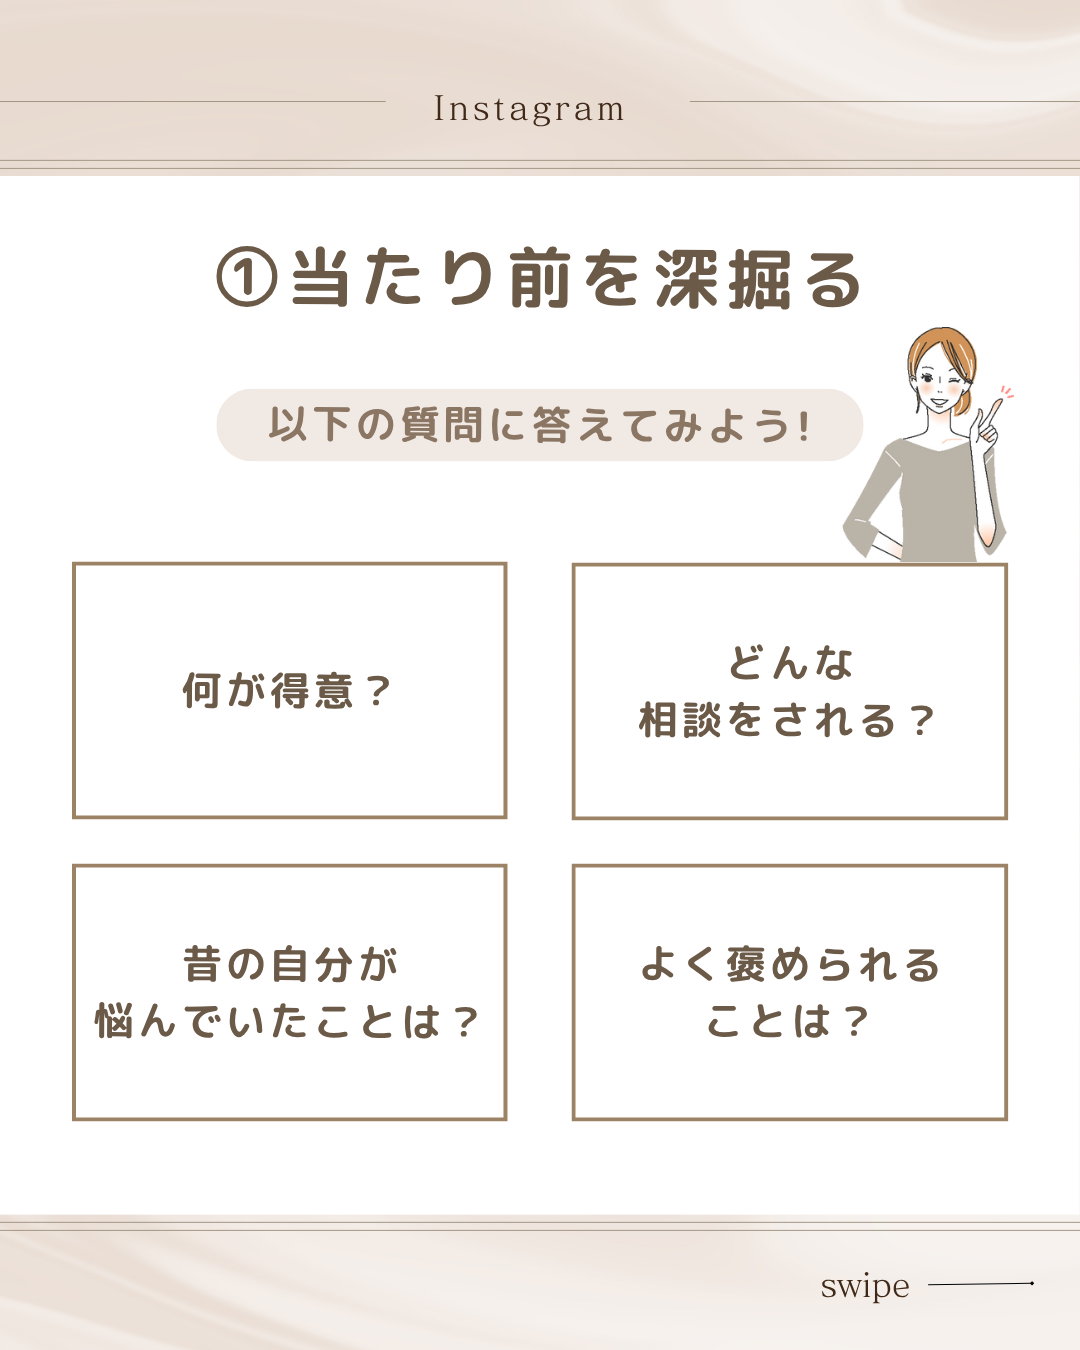 Instagram
①当たり前を深掘る
以下の質問に答えてみよう!
何が得意？
どんな
相談をされる？
昔の自分が
悩んでいたことは？
よく褒められる
ことは？
swipe